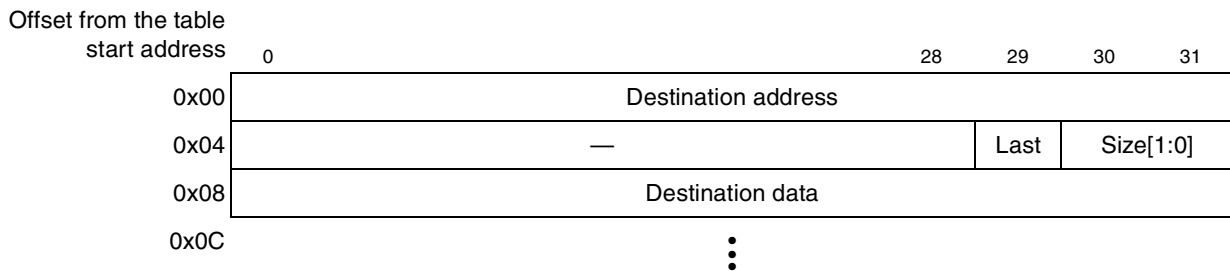 Offset from the table
start address 0 28 29 30 31
0x00 Destination address
0x04 — Last Size[1:0]
0x08 Destination data
0x0C